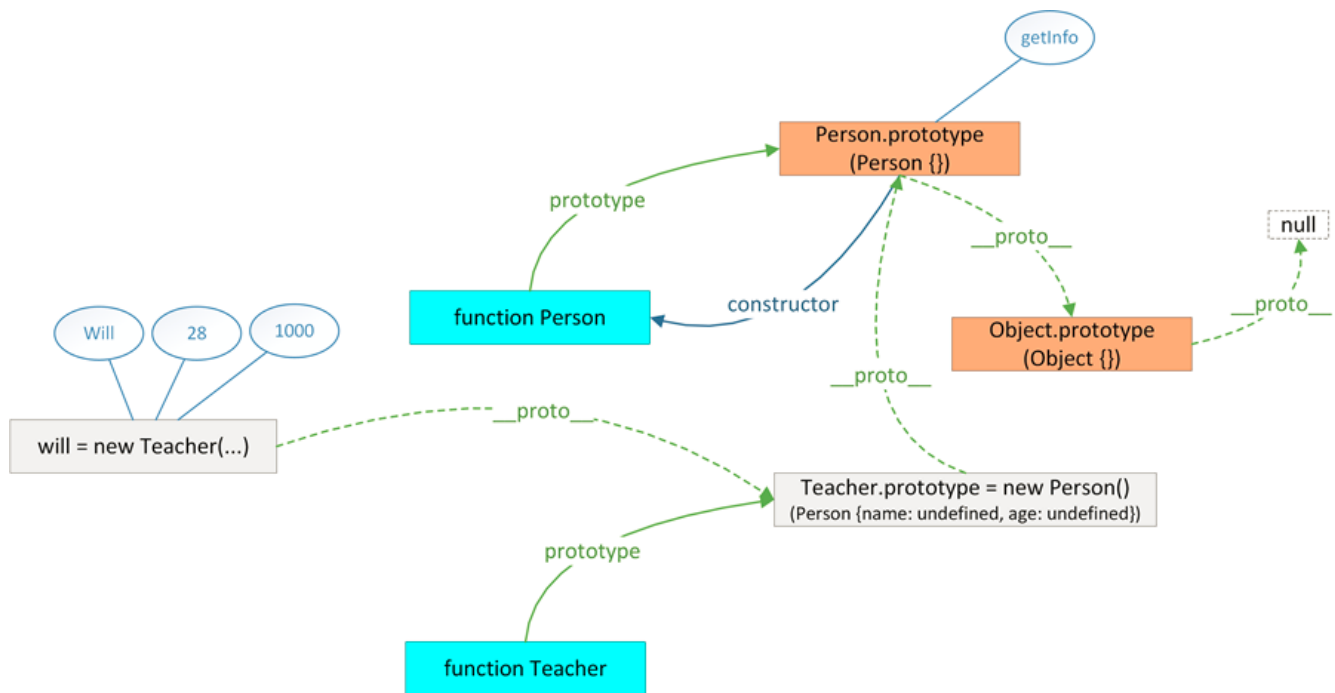 getInfo
Person.prototype
(Person {})
prototype
__proto__
null
function Person
constructor
__proto__
Will
28
1000
Object.prototype
(Object {})
__proto__
__proto__
will = new Teacher(...)
Teacher.prototype = new Person()
(Person {name: undefined, age: undefined})
prototype
function Teacher